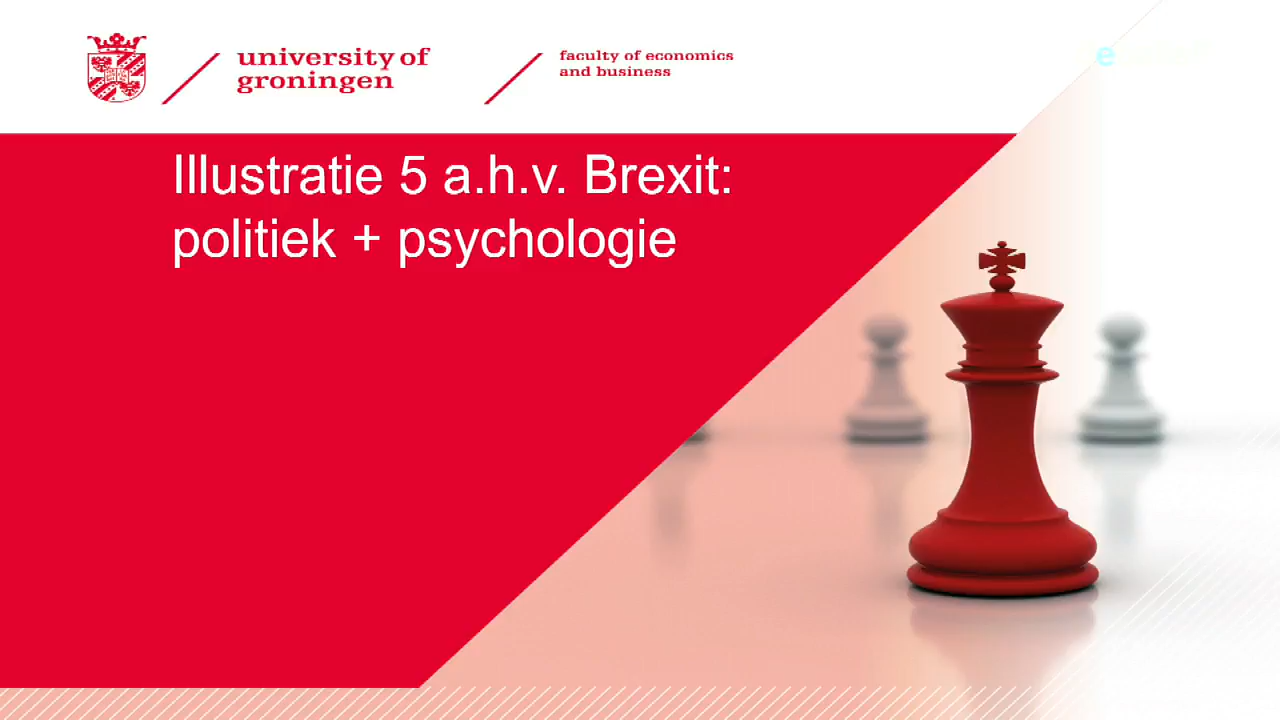 university of
groningen
faculty of economics
and business
Illustratie 5 a.h.v. Brexit:
politiek + psychologie